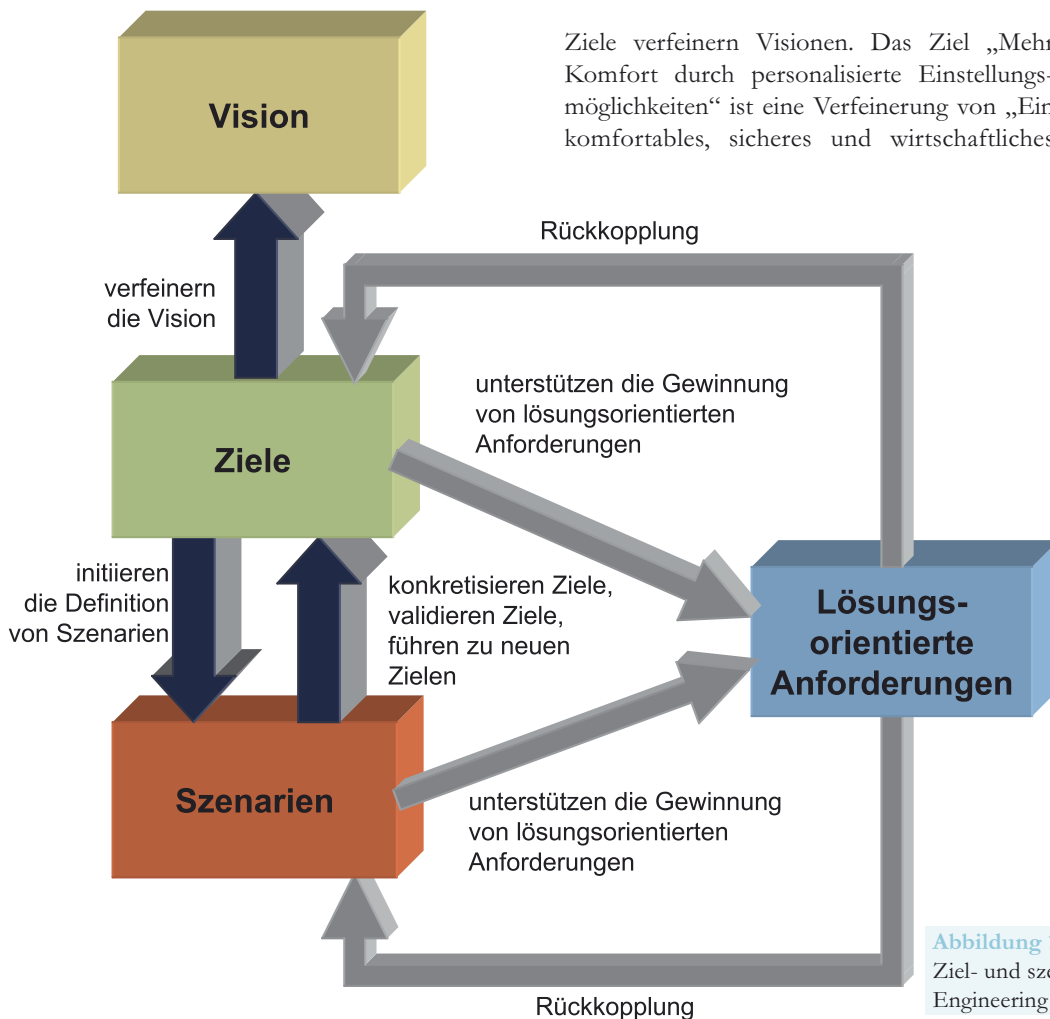 Ziele verfeinern Visionen. Das Ziel „Mehr
Komfort durch personalisierte Einstellungs-
möglichkeiten“ ist eine Verfeinerung von „Ein
komfortables, sicheres und wirtschaftliches
Vision
Rückkopplung
verfeinern
die Vision
unterstützen die Gewinnung
von lösungsorientierten
Anforderungen
Ziele
initiieren
die Definition
von Szenarien
konkretisieren Ziele,
validieren Ziele,
führen zu neuen
Zielen
Lösungs-
orientierte
Anforderungen
Szenarien
unterstützen die Gewinnung
von lösungsorientierten
Anforderungen
Rückkopplung
Abbildung
Ziel- und
Engineering